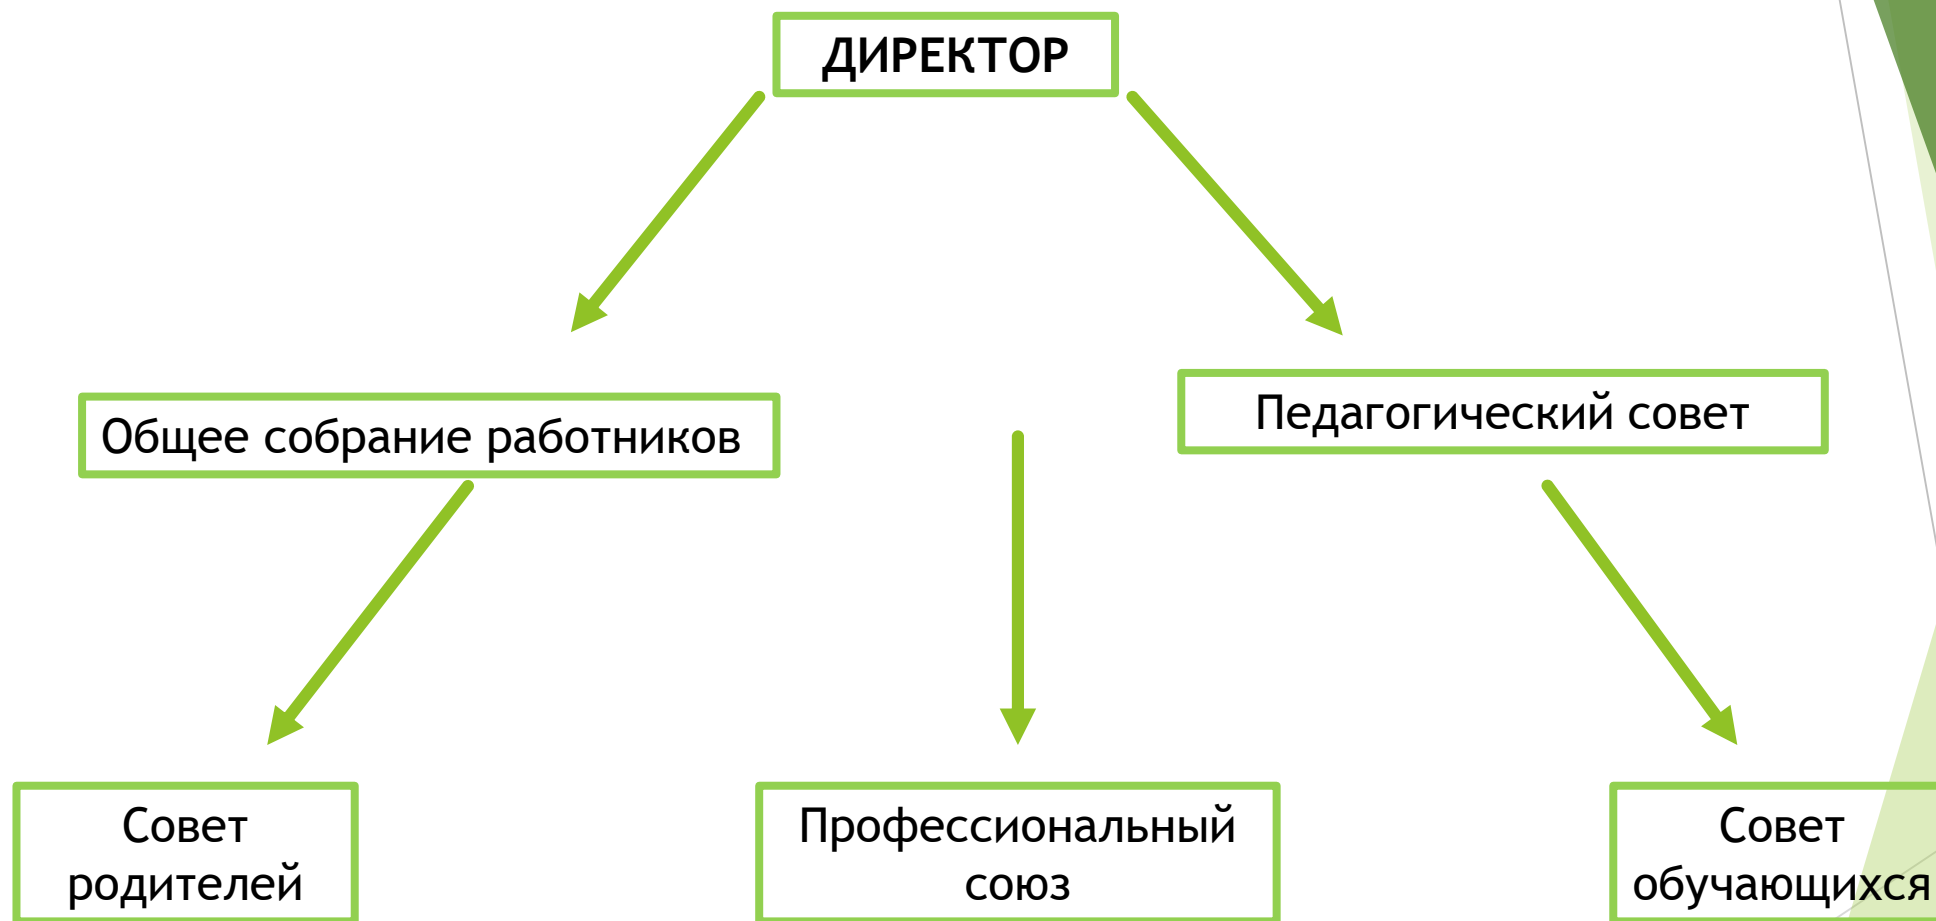 ДИРЕКТОР
Общее собрание работников
Педагогический совет
Совет
родителей
Профессиональный
союз
Совет
обучающихся